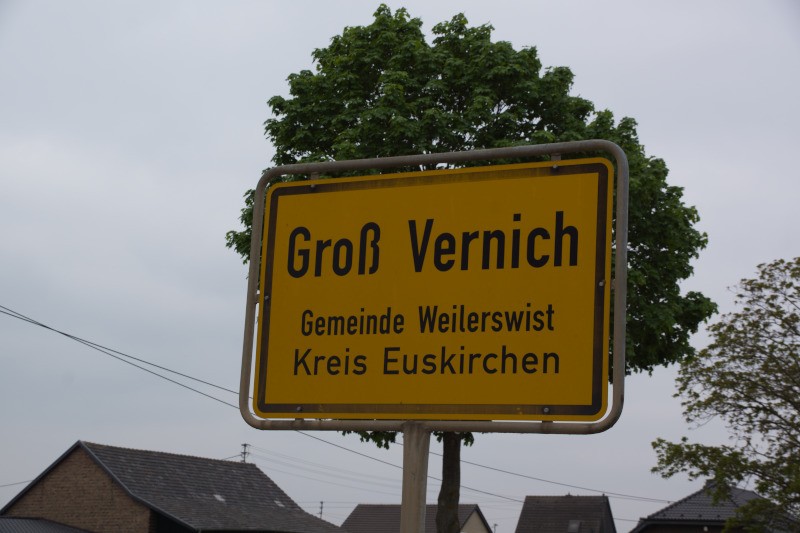 Groß Vernich
Gemeinde Weilerswist
Kreis Euskirchen